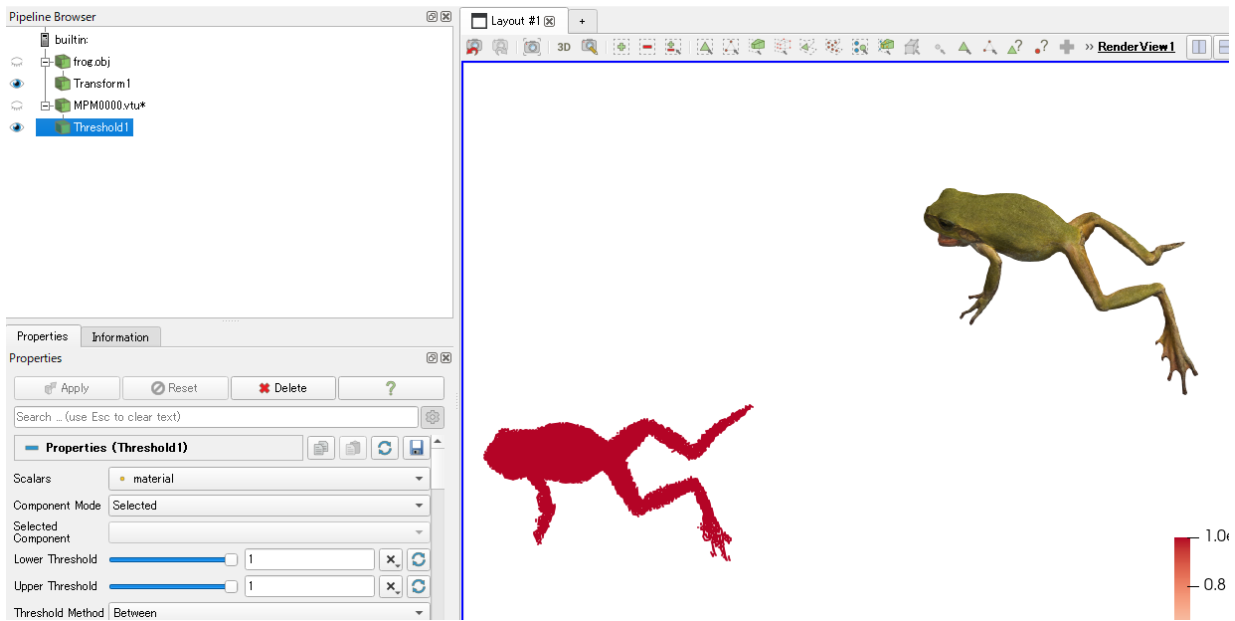 Pipeline Browser
builtin:
frog.obj
Transform1
MPM0000.vtu*
Threshold1
Properties Information
Properties
Apply Reset Delete ?
Search ... (use Esc to clear text)
Properties (Threshold1)
Scalars material
Component Mode Selected
Selected
Component
Lower Threshold 1
Upper Threshold 1
Threshold Method Between
Layout #1 +
3D RenderView1
1.0e
0.8